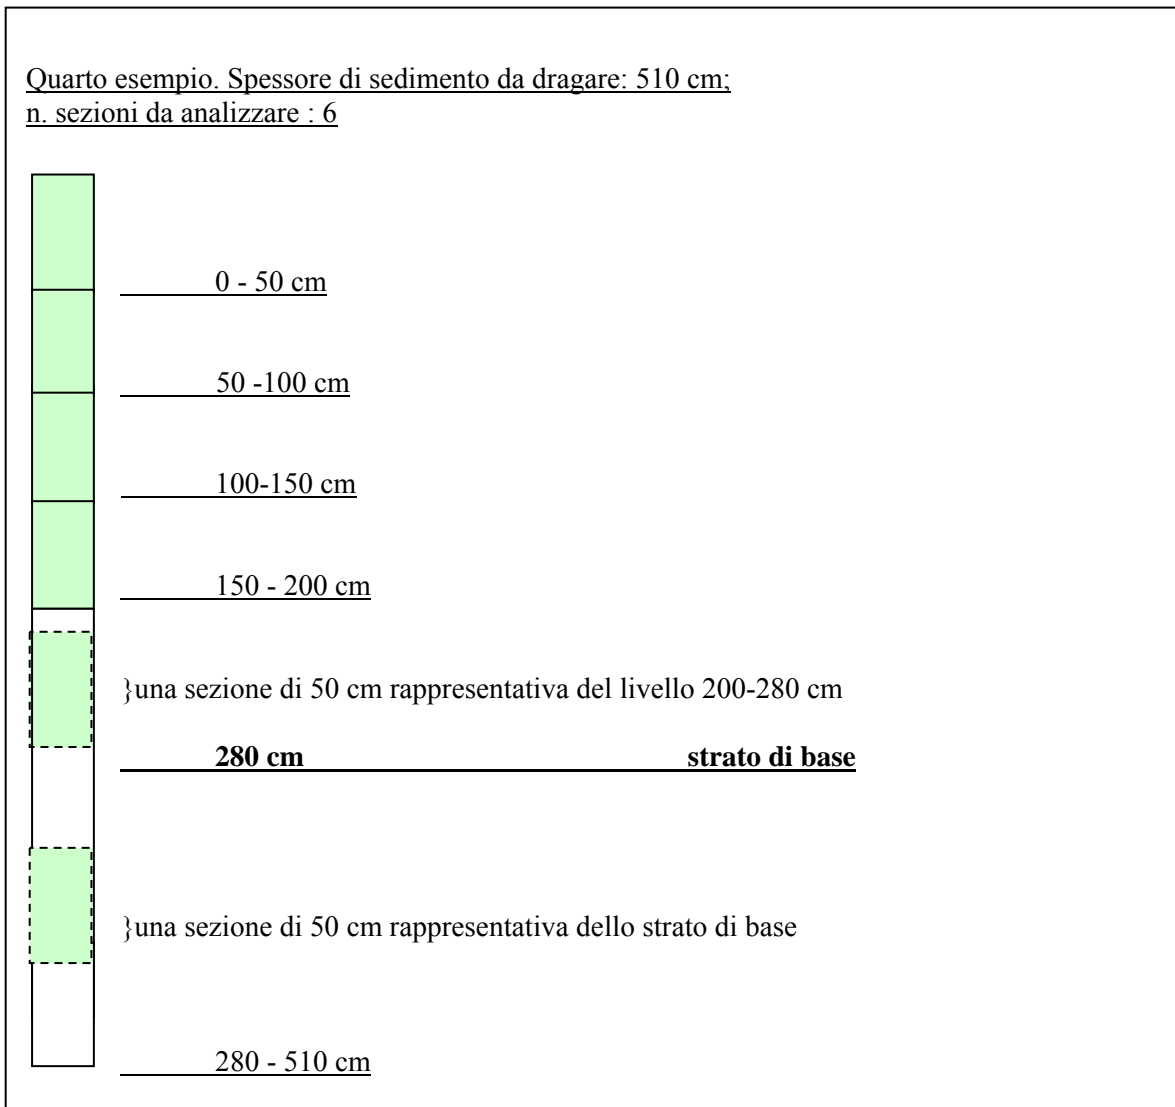 Quarto esempio. Spessore di sedimento da dragare: 510 cm;
n. sezioni da analizzare : 6
0 - 50 cm
50 -100 cm
100-150 cm
150 - 200 cm
}una sezione di 50 cm rappresentativa del livello 200-280 cm
280 cm strato di base
}una sezione di 50 cm rappresentativa dello strato di base
280 - 510 cm